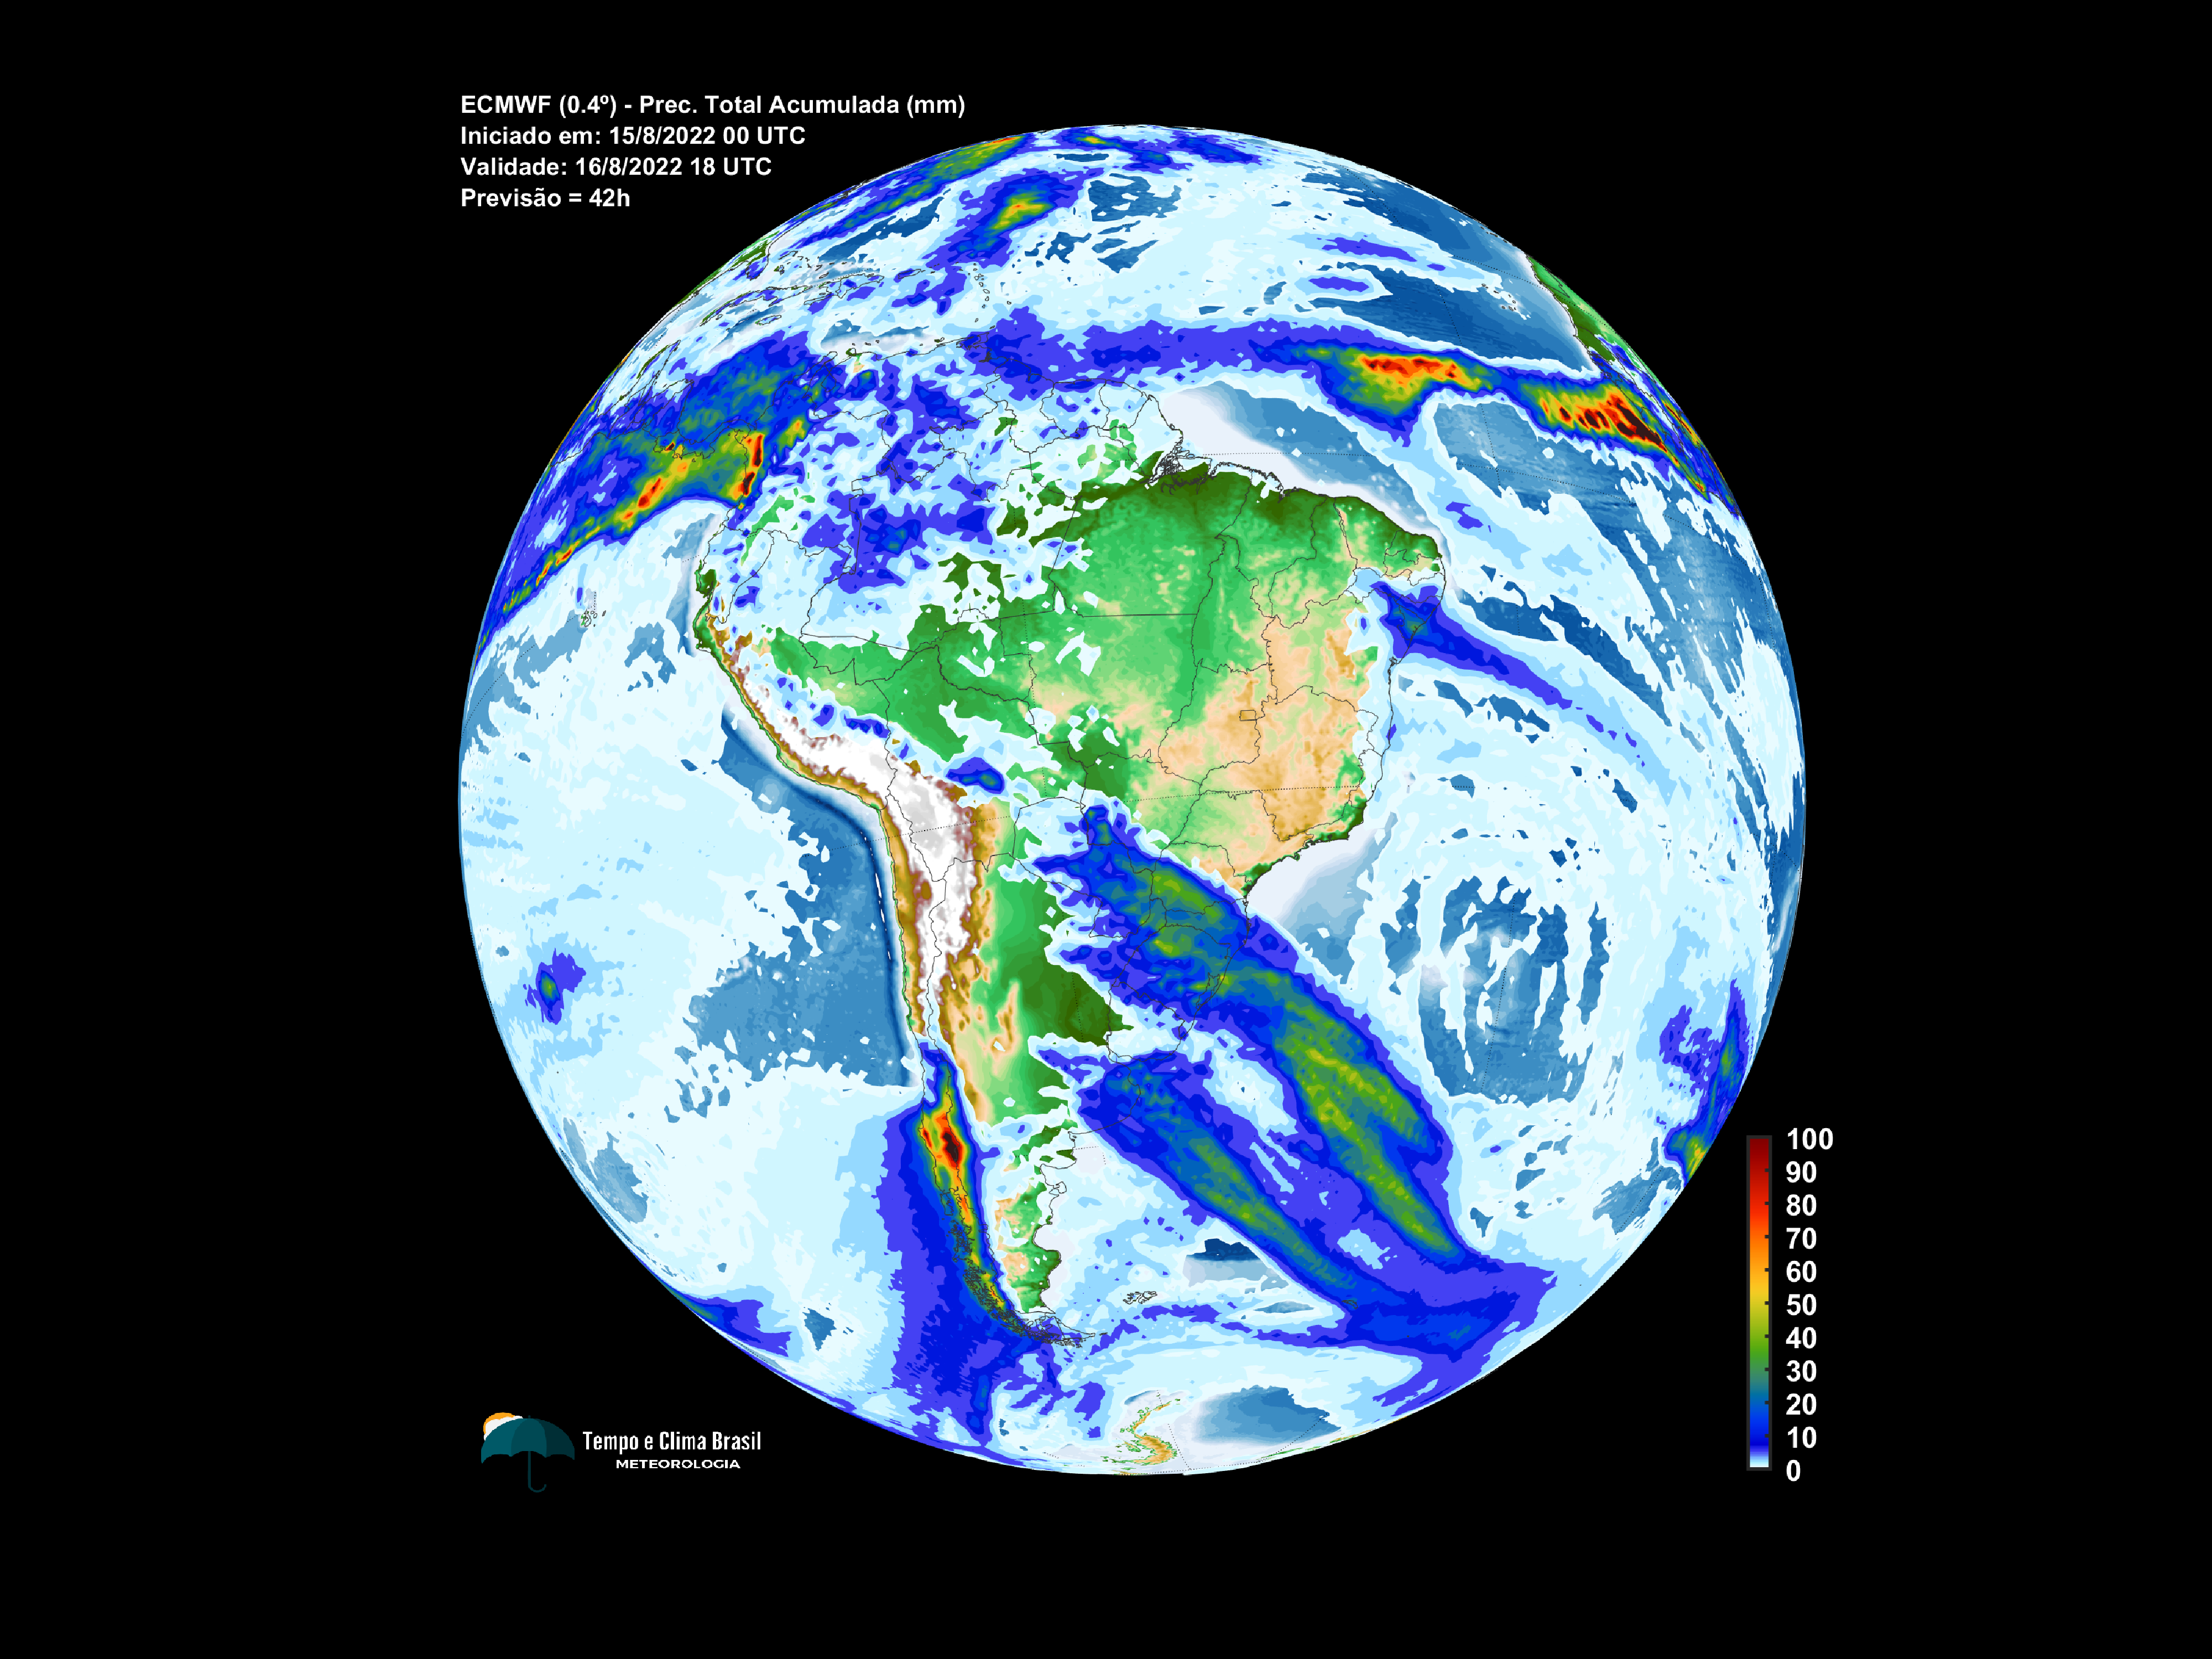 ECMWF (0.4º) - Prec. Total Acumulada (mm)
Iniciado em: 15/8/2022 00 UTC
Validade: 16/8/2022 18 UTC
Previsão = 42h
100
90
80
70
60
50
40
30
20
10
0
Tempo e Clima Brasil
METEOROLOGIA